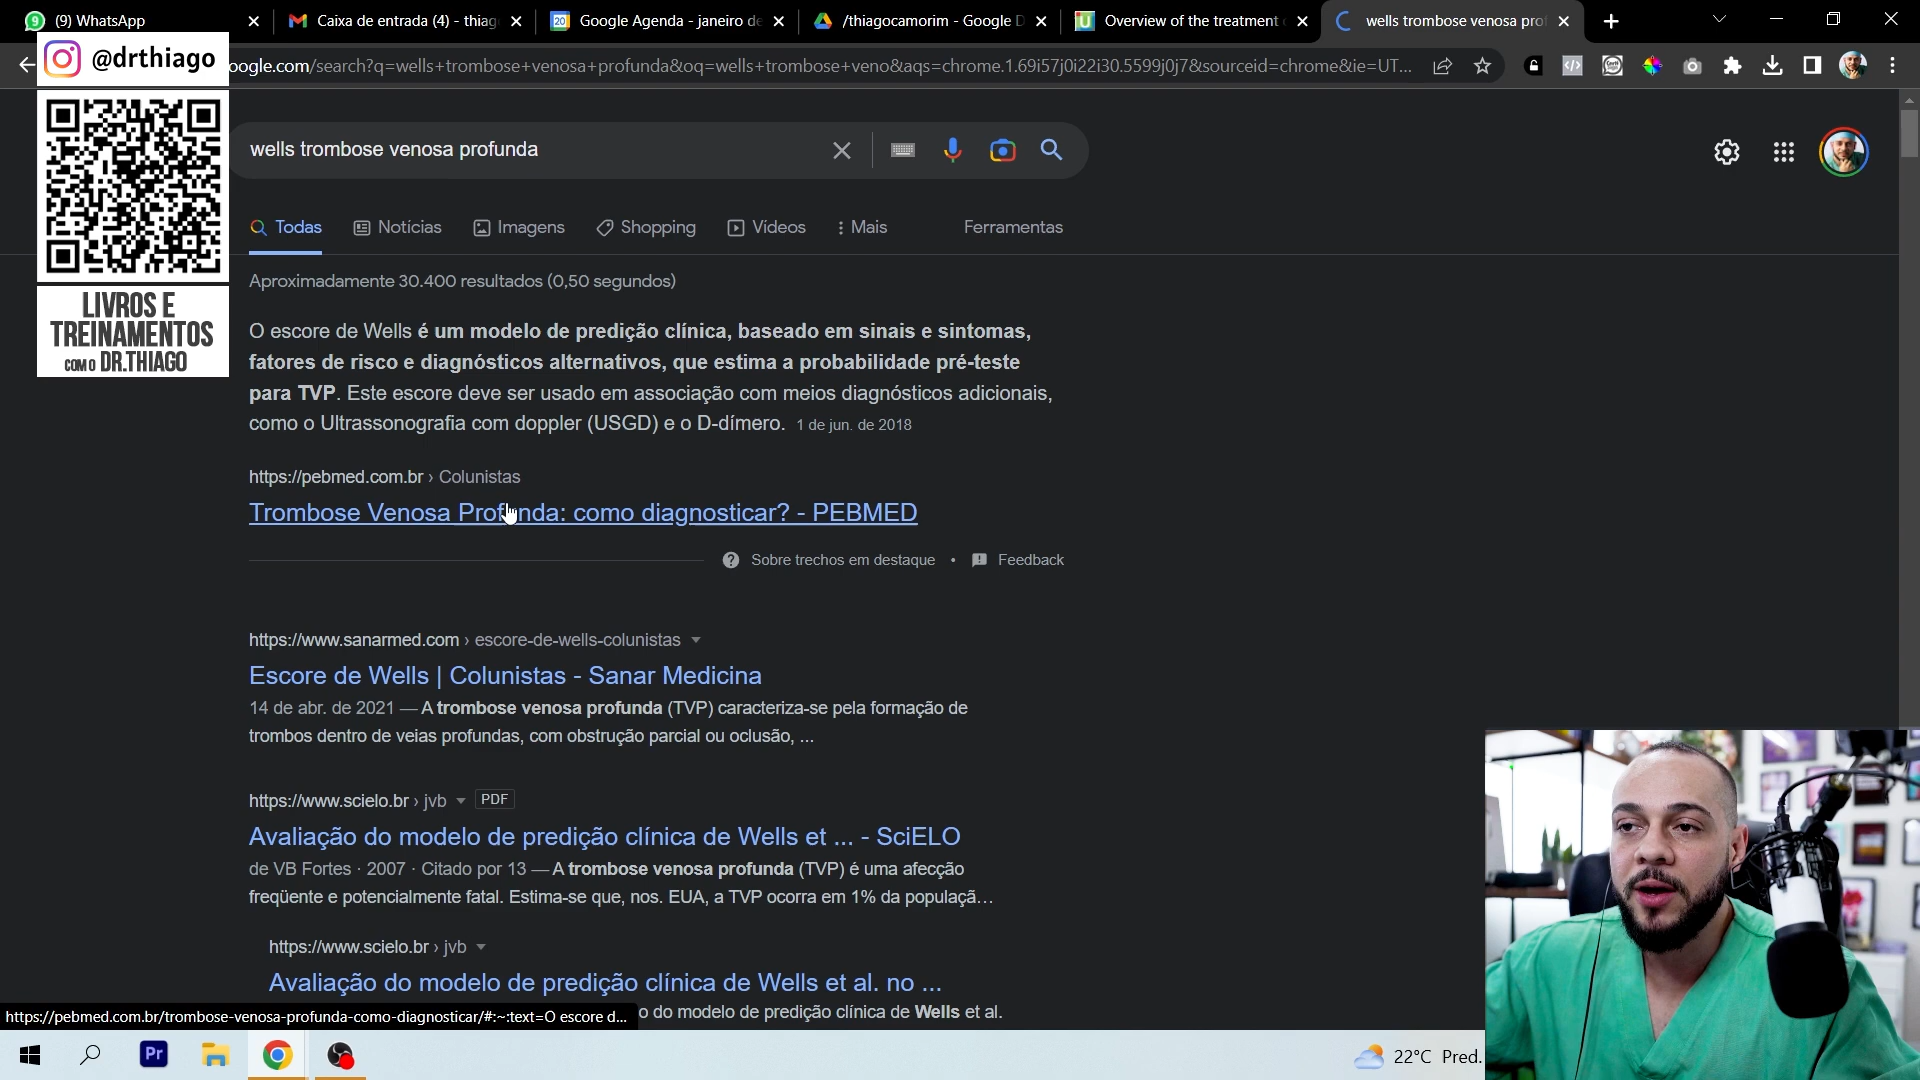 (9) WhatsApp
Caixa de entrada (4) - thiag
Google Agenda - janeiro de
/thiagocamorim - Google D
Overview of the treatment
wells trombose venosa prof
@drthiago
oogle.com/search?q=wells+trombose+venosa+profunda&oq=wells+trombose+veno&aqs=chrome.1.69i57j0i22i30.5599j0j7&sourceid=chrome&ie=UT...
LIVROS E
TREINAMENTOS
COM O DR.THIAGO
wells trombose venosa profunda
Todas
Notícias
Imagens
Shopping
Vídeos
Mais
Ferramentas
Aproximadamente 30.400 resultados (0,50 segundos)
O escore de Wells é um modelo de predição clínica, baseado em sinais e sintomas,
fatores de risco e diagnósticos alternativos, que estima a probabilidade pré-teste
para TVP. Este escore deve ser usado em associação com meios diagnósticos adicionais,
como o Ultrassonografia com doppler (USGD) e o D-dímero. 1 de jun. de 2018
https://pebmed.com.br › Colunistas
Trombose Venosa Profunda: como diagnosticar? - PEBMED
Sobre trechos em destaque • Feedback
https://www.sanarmed.com › escore-de-wells-colunistas
Escore de Wells | Colunistas - Sanar Medicina
14 de abr. de 2021 — A trombose venosa profunda (TVP) caracteriza-se pela formação de
trombos dentro de veias profundas, com obstrução parcial ou oclusão, ...
https://www.scielo.br › jvb PDF
Avaliação do modelo de predição clínica de Wells et ... - SciELO
de VB Fortes · 2007 · Citado por 13 — A trombose venosa profunda (TVP) é uma afecção
freqüente e potencialmente fatal. Estima-se que, nos. EUA, a TVP ocorra em 1% da populaçã...
https://www.scielo.br › jvb
Avaliação do modelo de predição clínica de Wells et al. no ...
o do modelo de predição clínica de Wells et al.
https://pebmed.com.br/trombose-venosa-profunda-como-diagnosticar/#:~:text=O escore d...
Pr
22°C Pred.